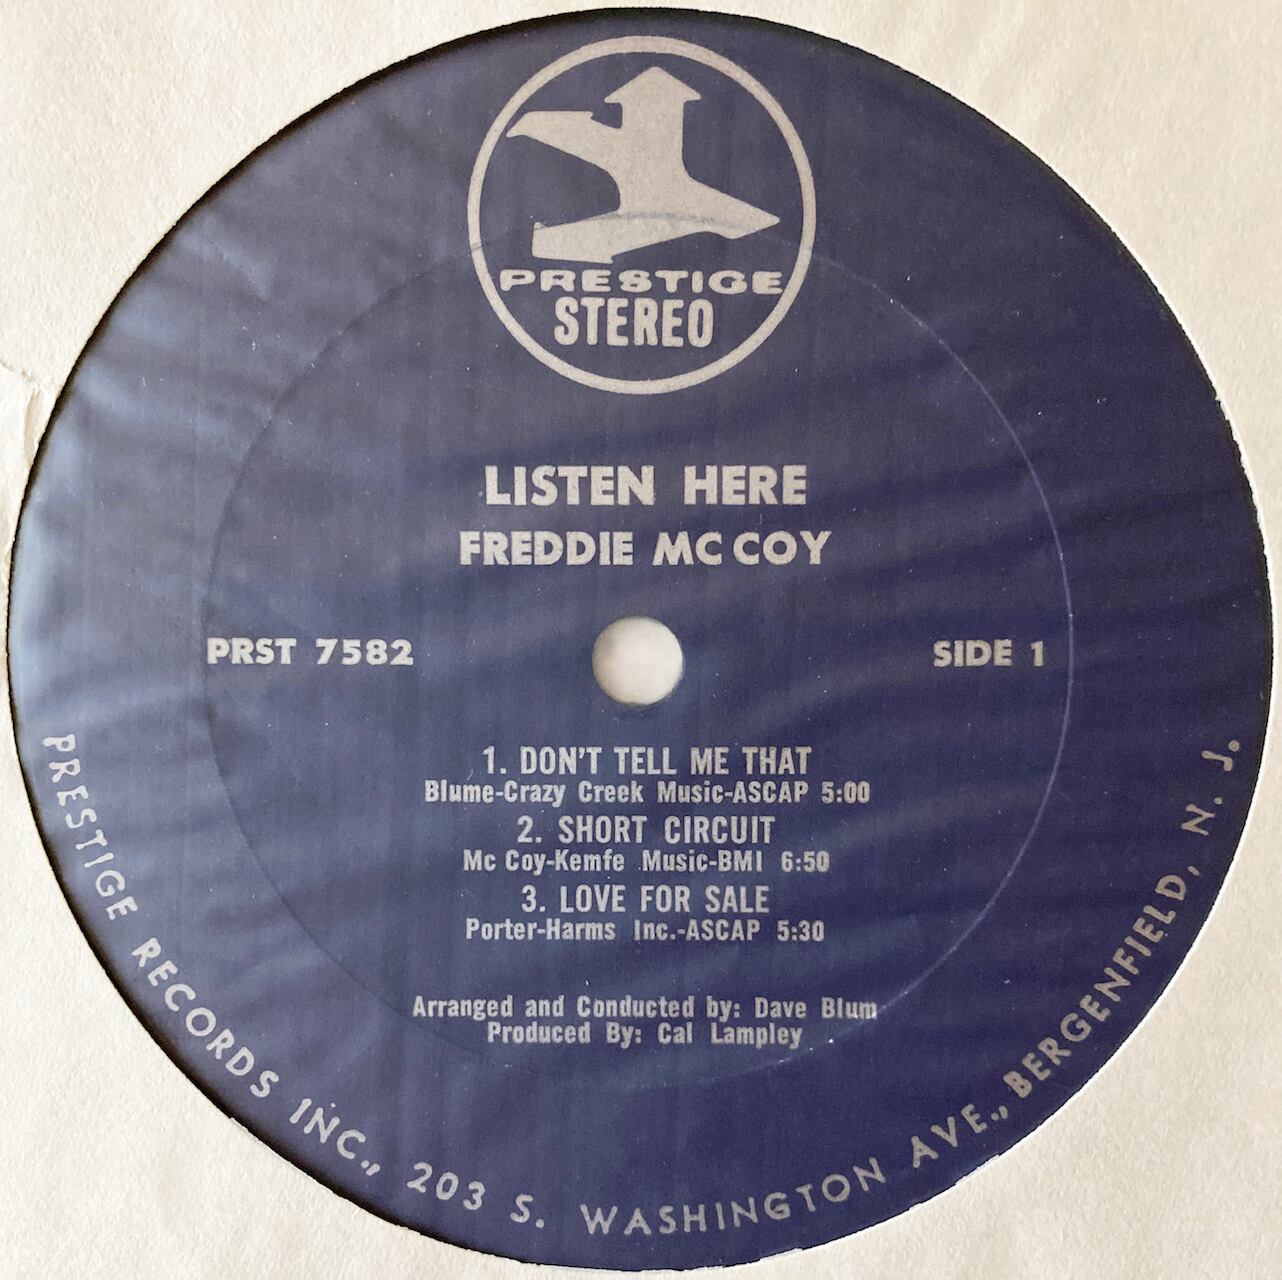 PRESTIGE
STEREO
LISTEN HERE
FREDDIE MC COY
PRST 7582
SIDE 1
1. DON'T TELL ME THAT
Blume-Crazy Creek Music-ASCAP 5:00
2. SHORT CIRCUIT
Mc Coy-Kemfe Music-BMI 6:50
3. LOVE FOR SALE
Porter-Harms Inc.-ASCAP 5:30
Arranged and Conducted by: Dave Blum
Produced By: Cal Lampley
PRESTIGE RECORDS INC., 203 S. WASHINGTON AVE., BERGENFIELD, N. J.